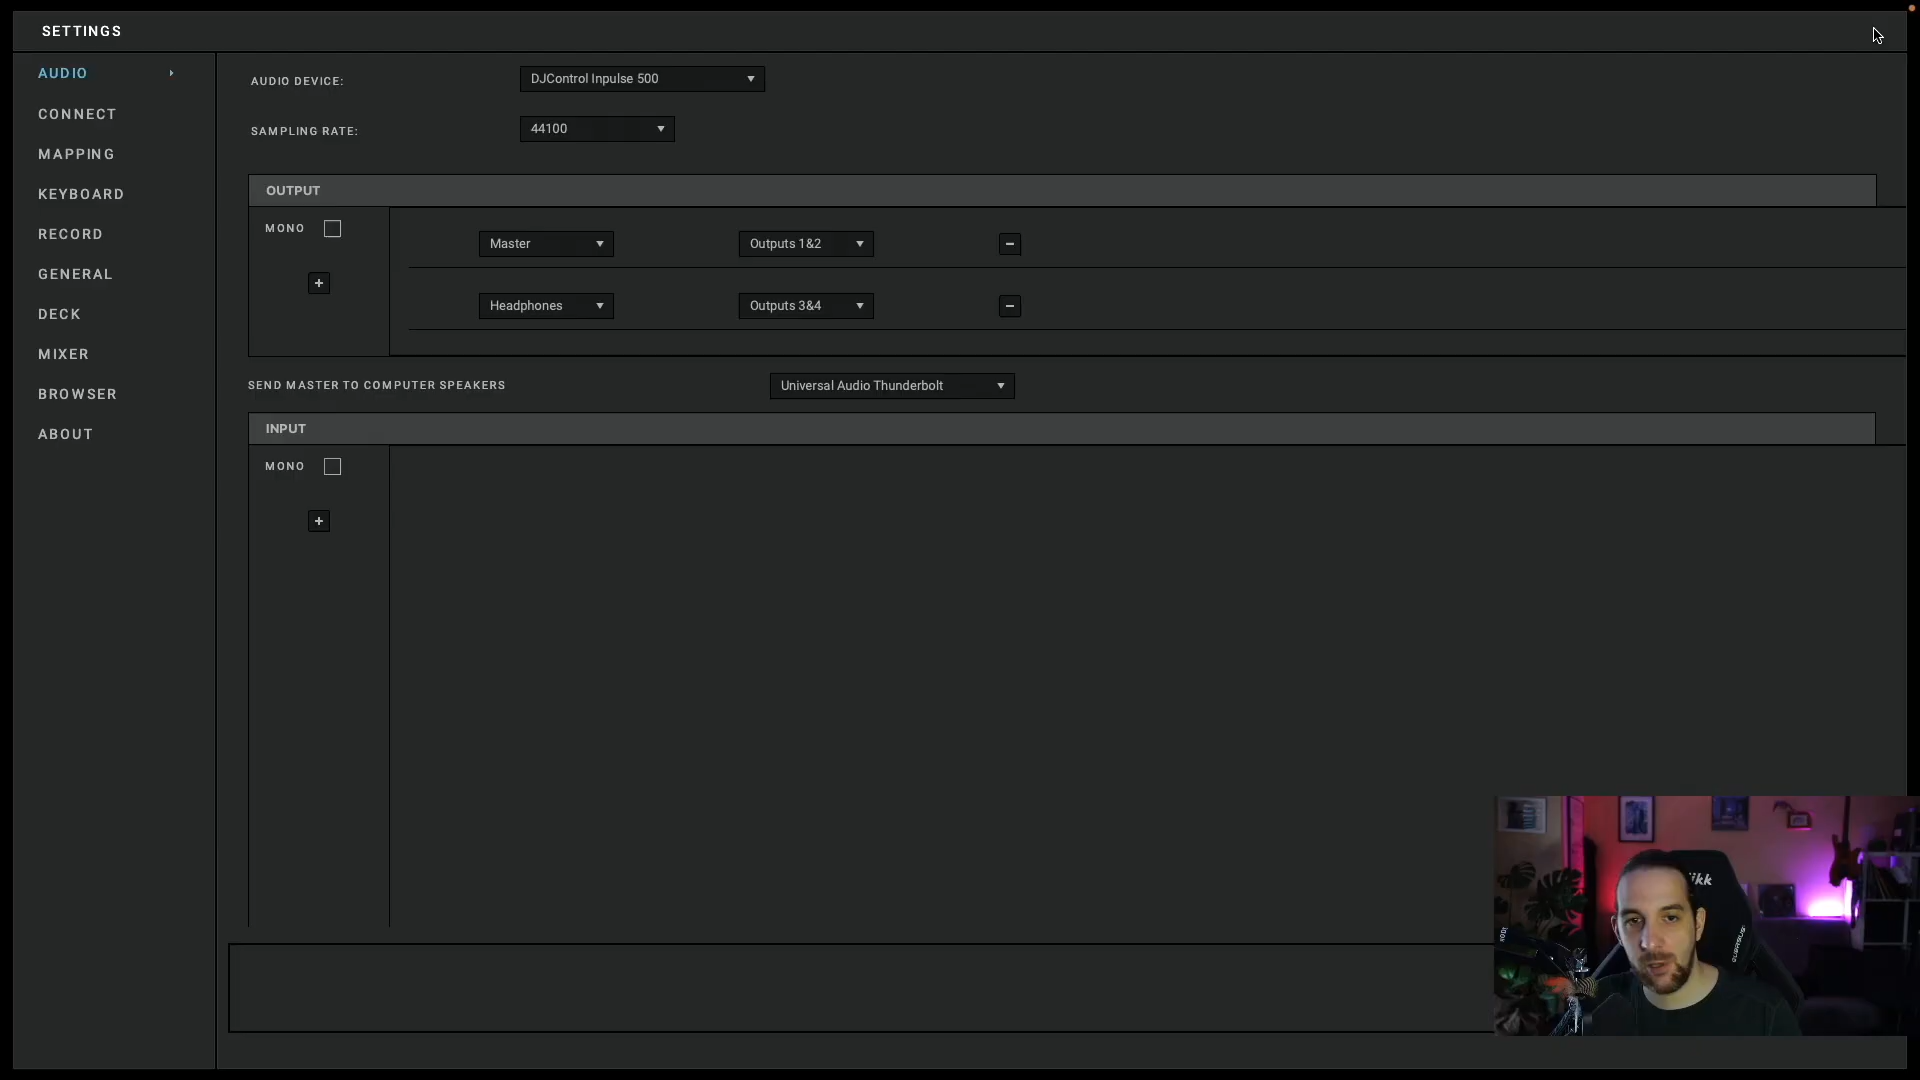 SETTINGS
AUDIO
CONNECT
MAPPING
KEYBOARD
RECORD
GENERAL
DECK
MIXER
BROWSER
ABOUT
AUDIO DEVICE: DJControl Inpulse 500
SAMPLING RATE: 44100
OUTPUT
MONO
+
Master Outputs 1&2 −
Headphones Outputs 3&4 −
SEND MASTER TO COMPUTER SPEAKERS Universal Audio Thunderbolt
INPUT
MONO
+